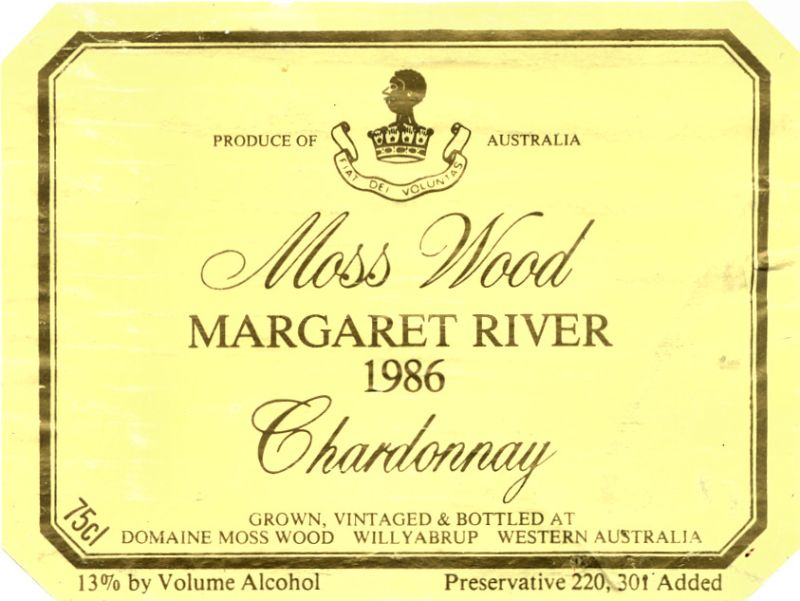 PRODUCE OF AUSTRALIA
FIAT DEI VOLUNTAS
Moss Wood
MARGARET RIVER
1986
Chardonnay
75cl
GROWN, VINTAGED & BOTTLED AT
DOMAINE MOSS WOOD WILLYABRUP WESTERN AUSTRALIA
13% by Volume Alcohol Preservative 220, 301 Added